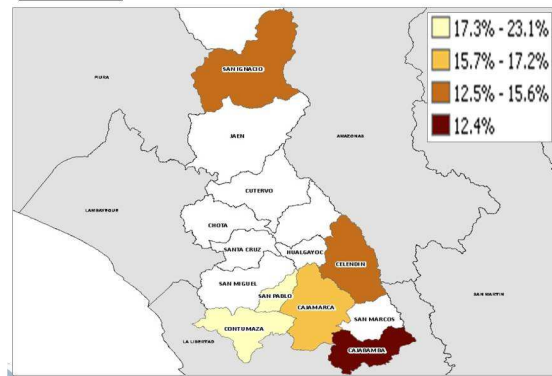 17.3% - 23.1%
15.7% - 17.2%
12.5% - 15.6%
12.4%
SAN IGNACIO
PIURA
JAEN
AMAZONAS
CUTERVO
LAMBAYEQUE
CHOTA
SANTA CRUZ
HUALGAYOC
CELENDIN
SAN MIGUEL
SAN PABLO
CAJAMARCA
SAN MARTIN
SAN MARCOS
CONTUMAZA
LA LIBERTAD
CAJABAMBA